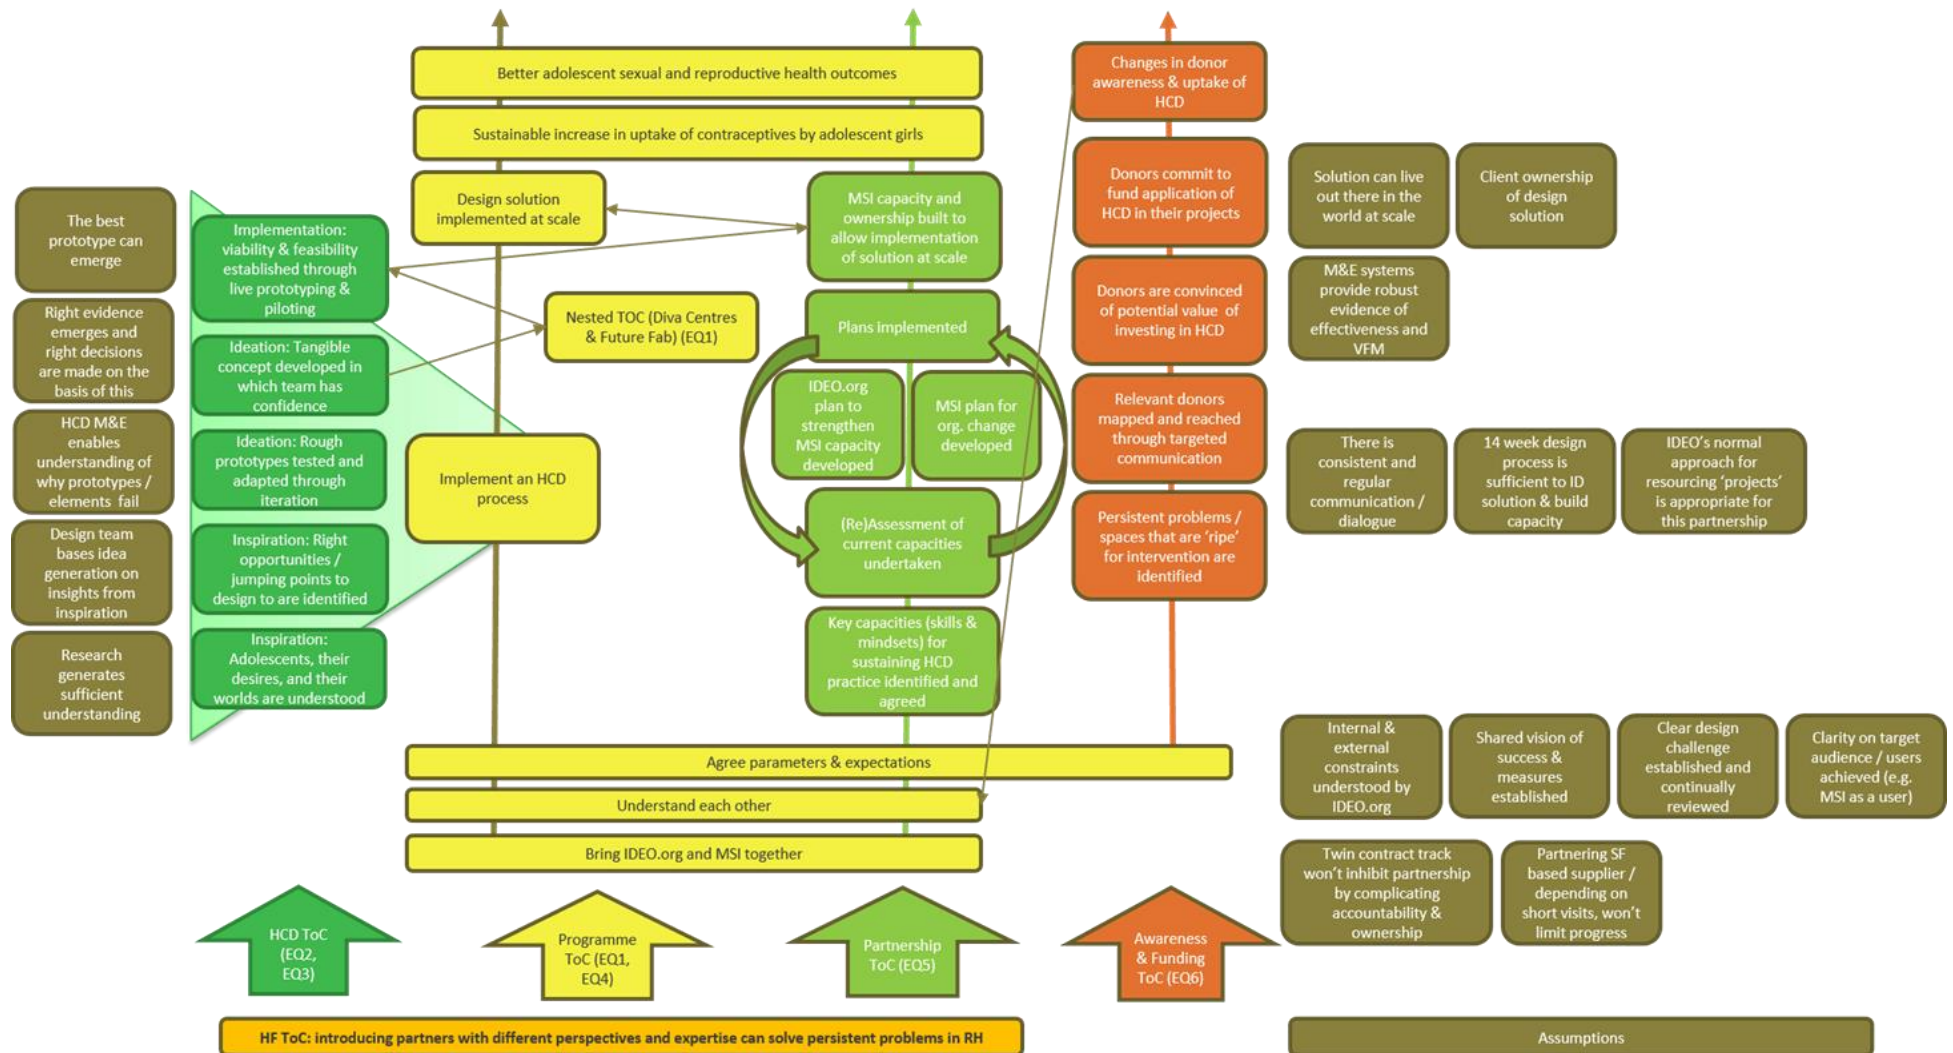 Better adolescent sexual and reproductive health outcomes
Sustainable increase in uptake of contraceptives by adolescent girls
Design solution
implemented at scale
Nested TOC (Diva Centres
& Future Fab) (EQ1)
Implement an HCD
process
The best
prototype can
emerge
Right evidence
emerges and
right decisions
are made on the
basis of this
HCD M&E
enables
understanding of
why prototypes /
elements fail
Design team
bases idea
generation on
insights from
inspiration
Research
generates
sufficient
understanding
Implementation:
viability & feasibility
established through
live prototyping &
piloting
Ideation: Tangible
concept developed in
which team has
confidence
Ideation: Rough
prototypes tested and
adapted through
iteration
Inspiration: Right
opportunities /
jumping points to
design to are identified
Inspiration:
Adolescents, their
desires, and their
worlds are understood
MSI capacity and
ownership built to
allow implementation
of solution at scale
Plans implemented
IDEO.org
plan to
strengthen
MSI capacity
developed
MSI plan for
org. change
developed
(Re)Assessment of
current capacities
undertaken
Key capacities (skills &
mindsets) for
sustaining HCD
practice identified and
agreed
Changes in donor
awareness & uptake of
HCD
Donors commit to
fund application of
HCD in their projects
Donors are convinced
of potential value of
investing in HCD
Relevant donors
mapped and reached
through targeted
communication
Persistent problems /
spaces that are 'ripe'
for intervention are
identified
Solution can live
out there in the
world at scale
Client ownership
of design
solution
M&E systems
provide robust
evidence of
effectiveness and
VFM
There is
consistent and
regular
communication /
dialogue
14 week design
process is
sufficient to ID
solution & build
capacity
IDEO's normal
approach for
resourcing 'projects'
is appropriate for
this partnership
Internal &
external
constraints
understood by
IDEO.org
Shared vision of
success &
measures
established
Clear design
challenge
established and
continually
reviewed
Clarity on target
audience / users
achieved (e.g.
MSI as a user)
Twin contract track
won't inhibit partnership
by complicating
accountability &
ownership
Partnering SF
based supplier /
depending on
short visits, won't
limit progress
Agree parameters & expectations
Understand each other
Bring IDEO.org and MSI together
HCD ToC
(EQ2,
EQ3)
Programme
ToC (EQ1,
EQ4)
Partnership
ToC (EQ5)
Awareness
& Funding
ToC (EQ6)
HF ToC: introducing partners with different perspectives and expertise can solve persistent problems in RH
Assumptions